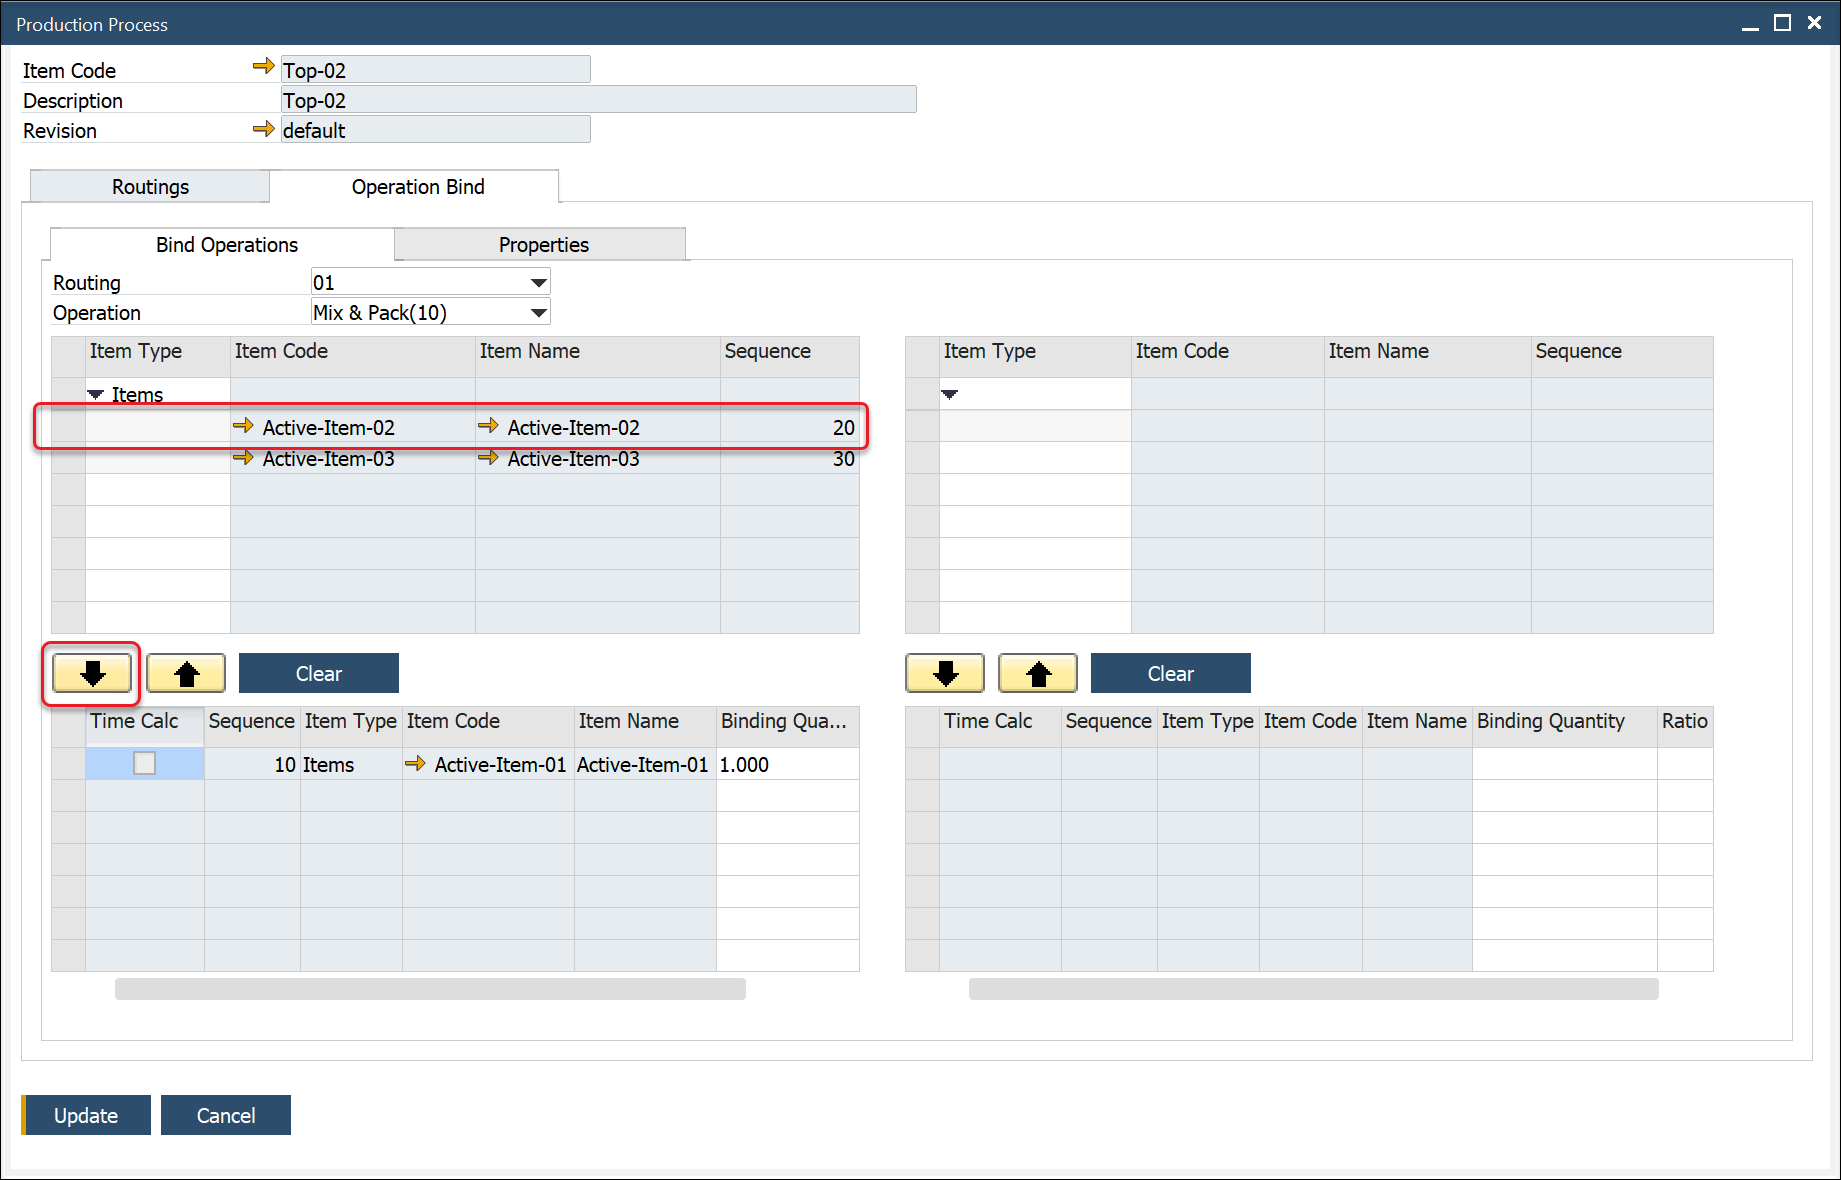 Production Process
Item Code Top-02
Description Top-02
Revision default
Routings Operation Bind
Bind Operations Properties
Routing 01
Operation Mix & Pack(10)
Item Type Item Code Item Name Sequence Item Type Item Code Item Name Sequence
Items
Active-Item-02 Active-Item-02 20
Active-Item-03 Active-Item-03 30
Clear Clear
Time Calc Sequence Item Type Item Code Item Name Binding Qua... Time Calc Sequence Item Type Item Code Item Name Binding Quantity Ratio
10 Items Active-Item-01 Active-Item-01 1.000
Update Cancel